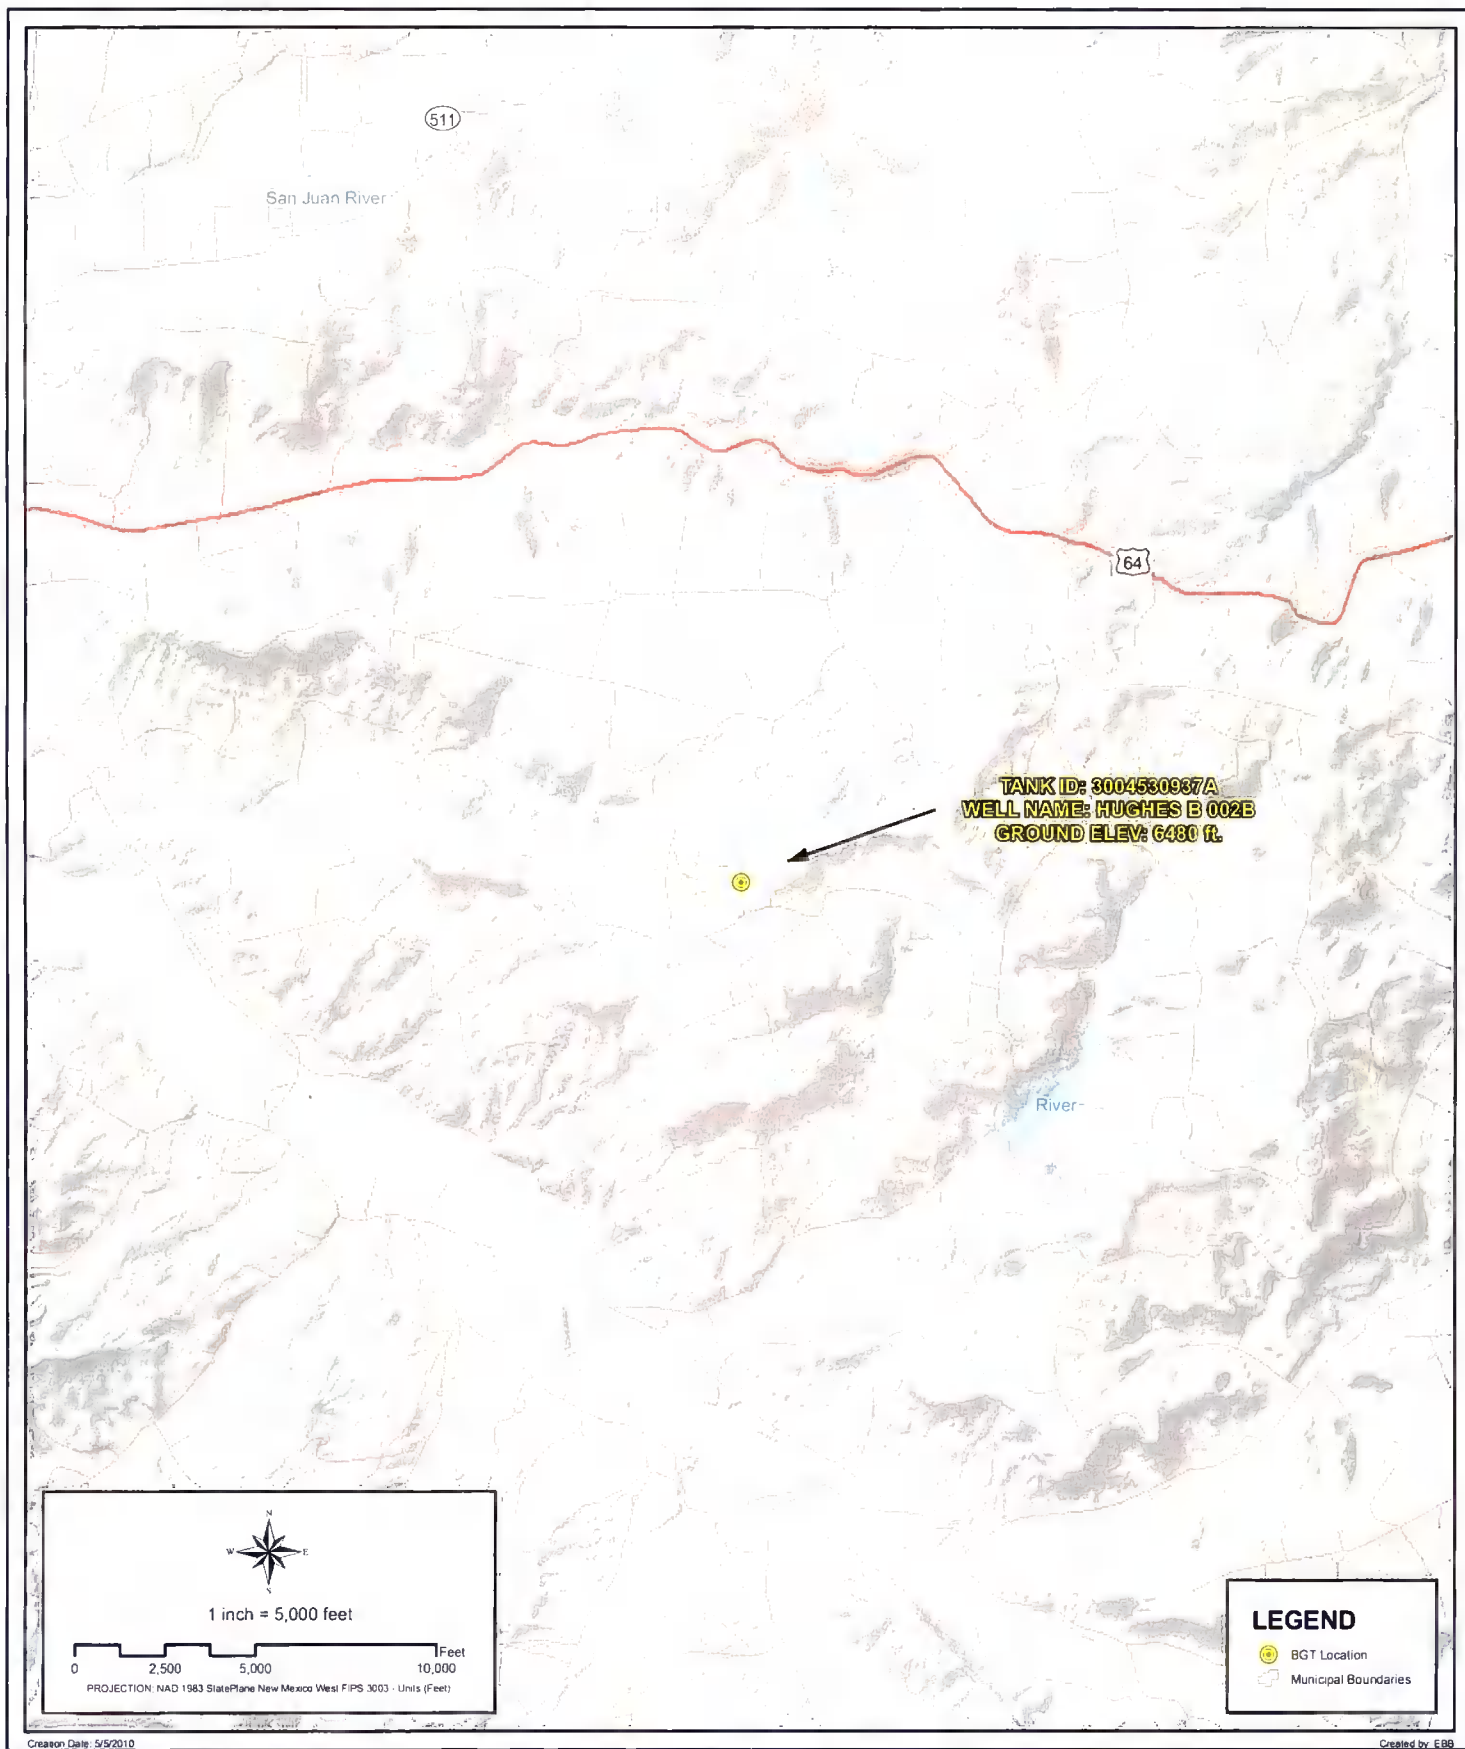 511
San Juan River
64
TANK ID: 3004530937A
WELL NAME: HUGHES B 002B
GROUND ELEV: 6480 ft.
River
N
W E
S
1 inch = 5,000 feet
Feet
0 2,500 5,000 10,000
PROJECTION: NAD 1983 StatePlane New Mexico West FIPS 3003 - Units (Feet)
LEGEND
BGT Location
Municipal Boundaries
Creation Date: 5/5/2010
Created by: EBB